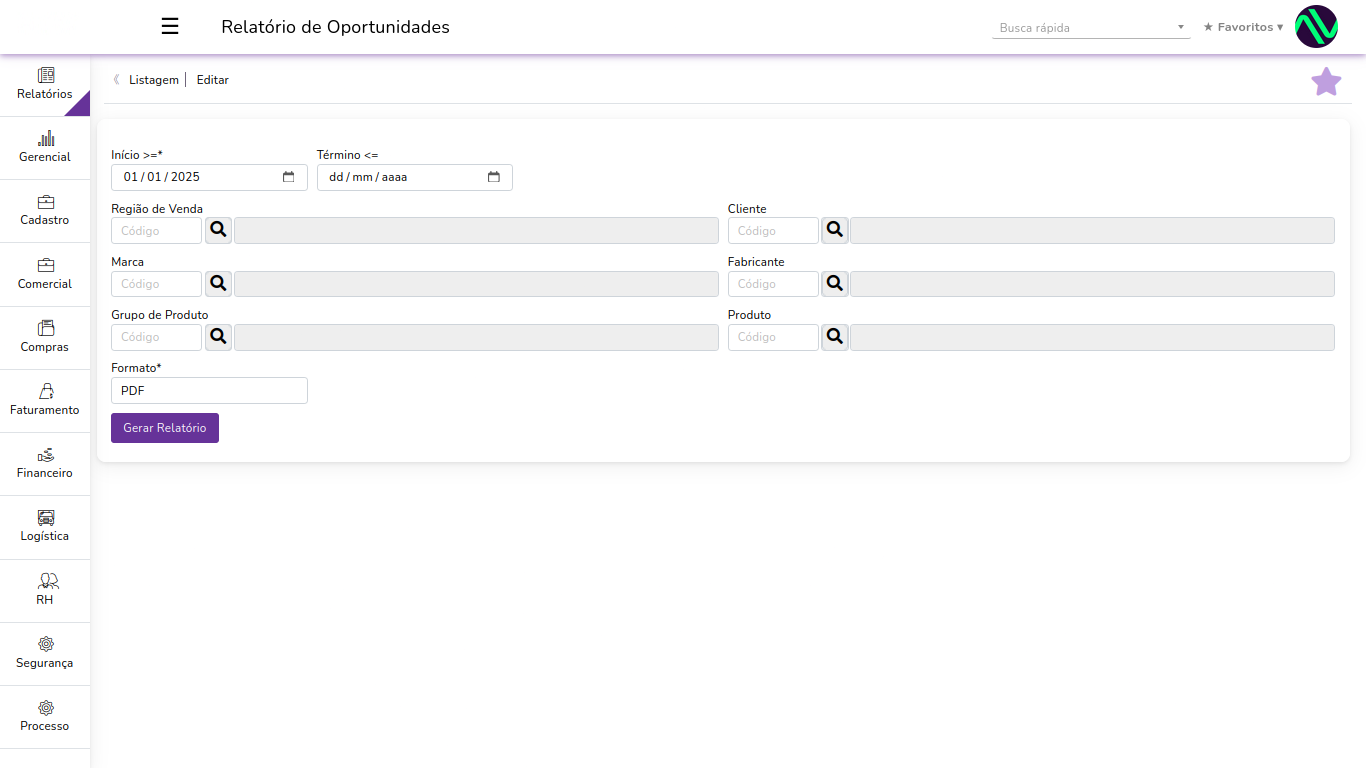 ☰ Relatório de Oportunidades Busca rápida ★ Favoritos ▾
《 Listagem | Editar
Relatórios
Gerencial
Cadastro
Comercial
Compras
Faturamento
Financeiro
Logística
RH
Segurança
Processo
Início >=* Término <=
01/01/2025 dd/mm/aaaa
Região de Venda Cliente
Código Código
Marca Fabricante
Código Código
Grupo de Produto Produto
Código Código
Formato*
PDF
Gerar Relatório